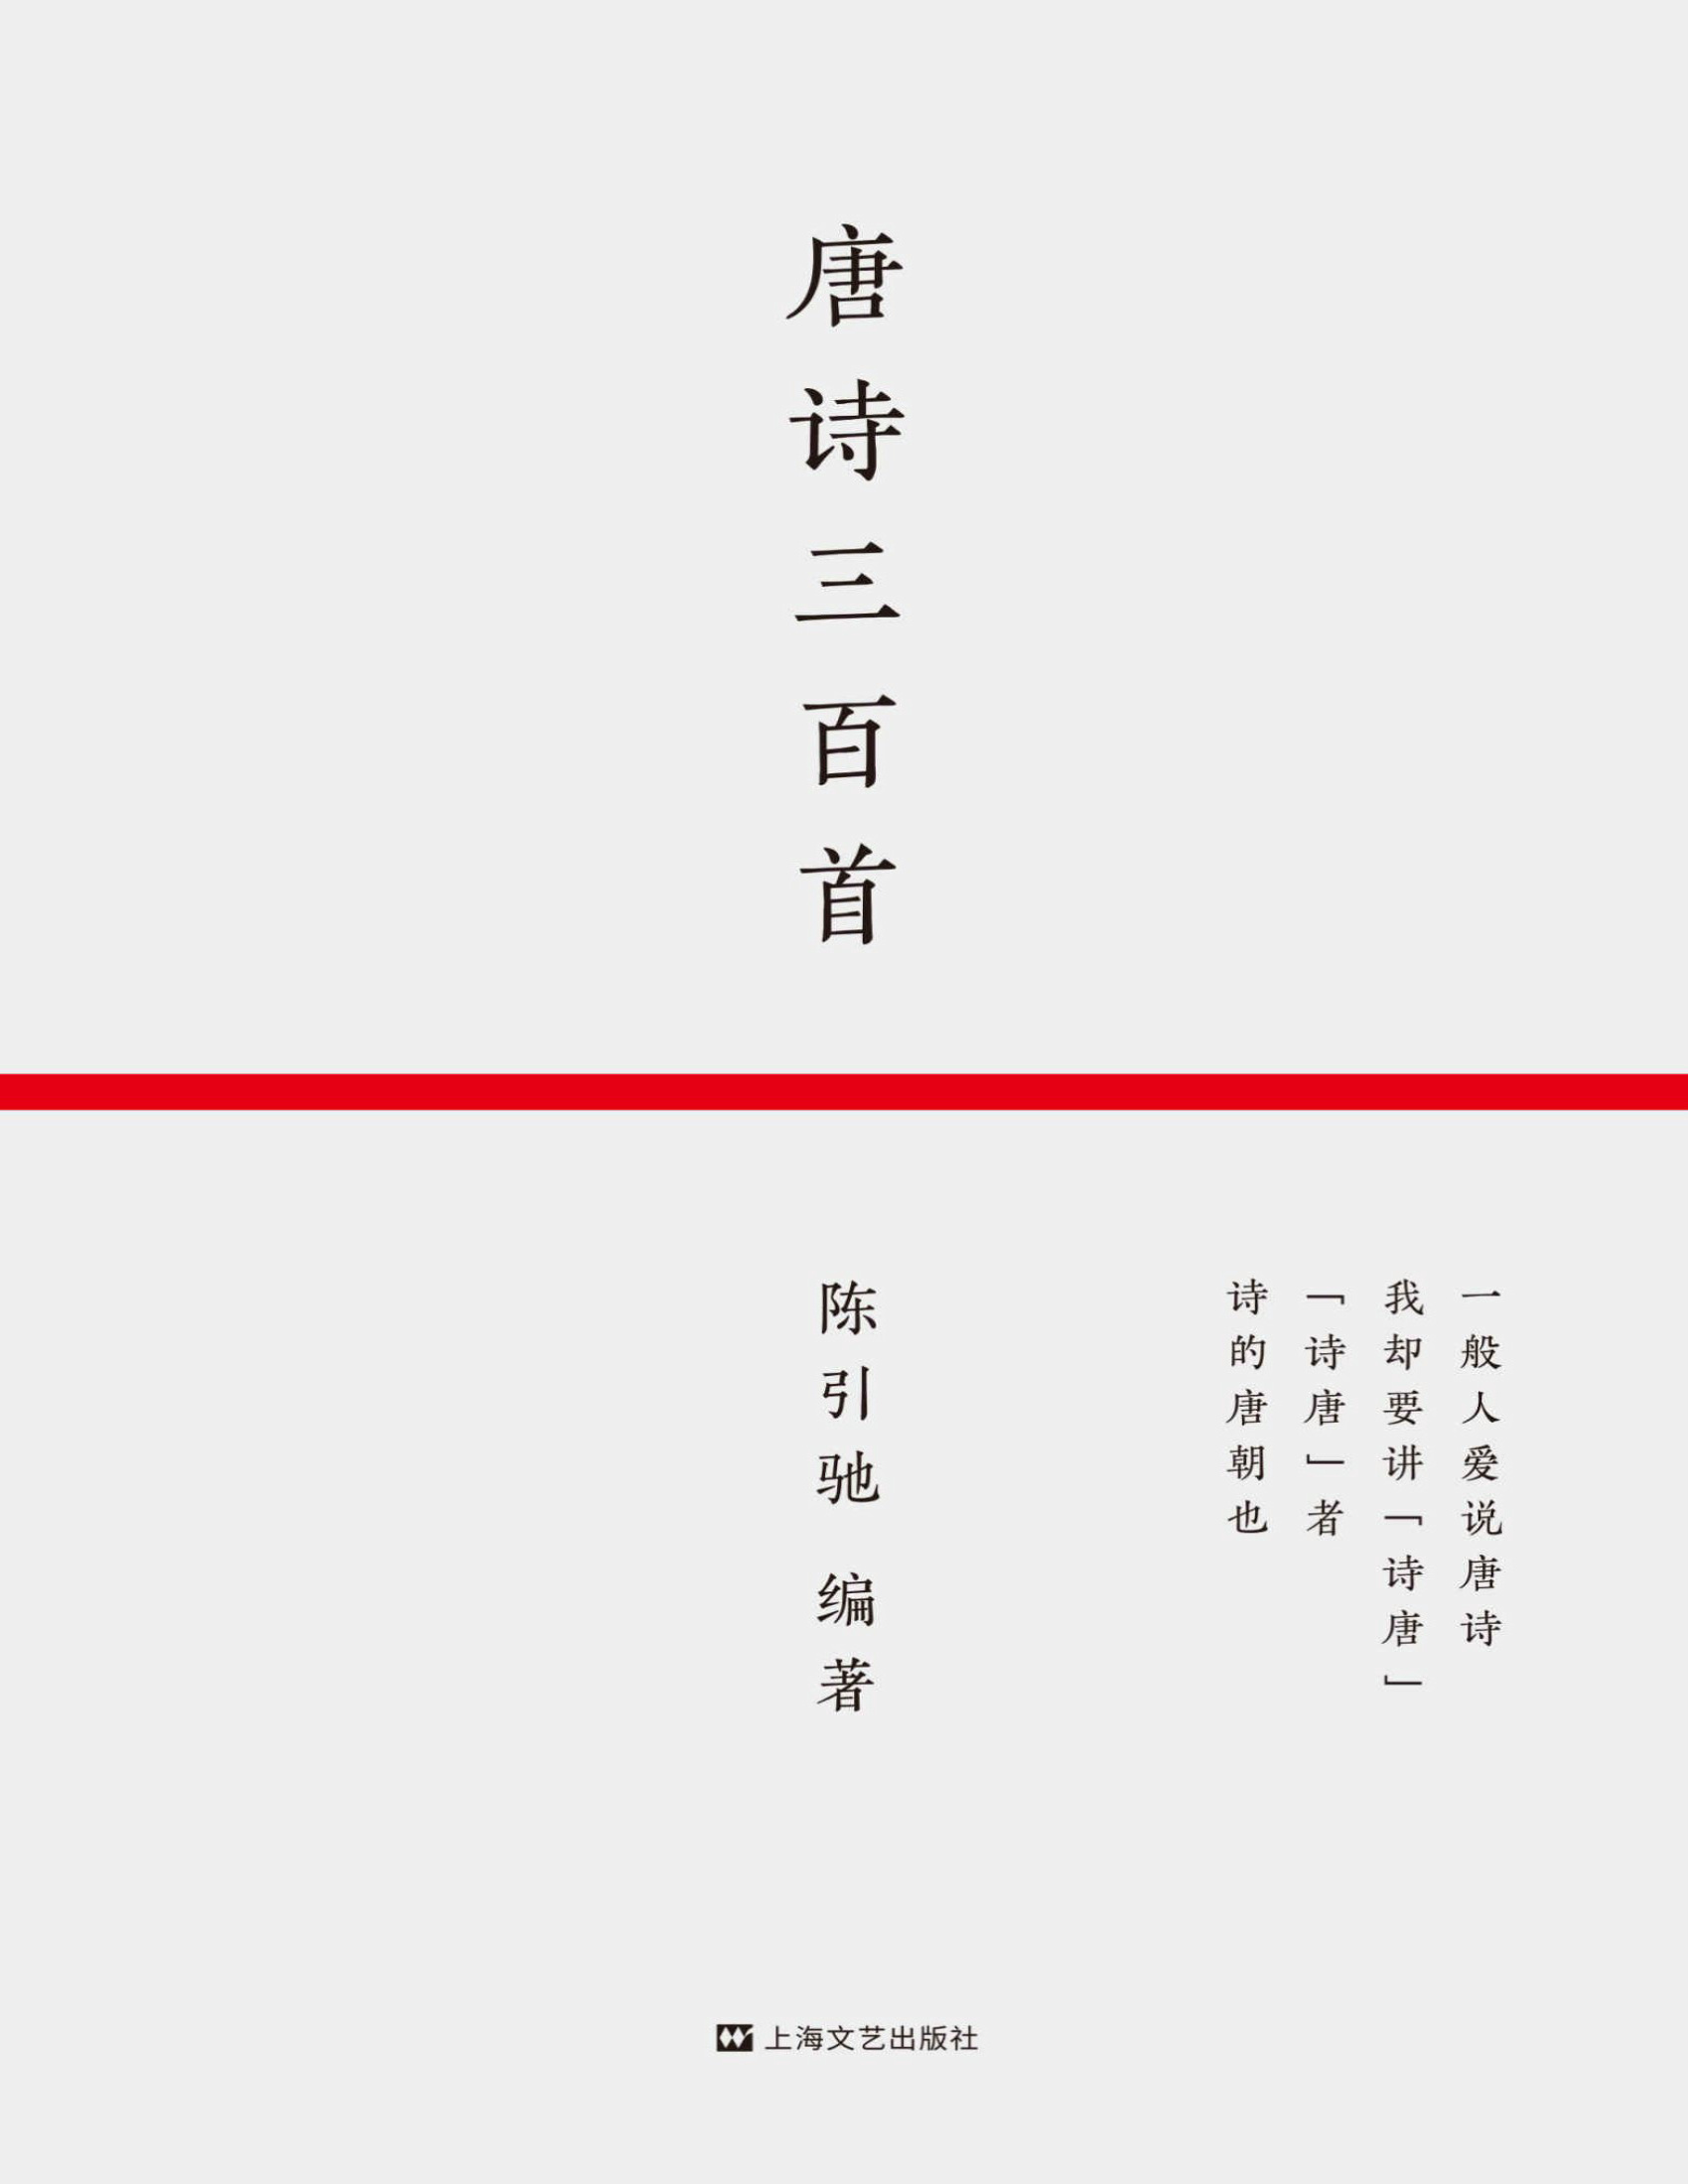 唐诗三百首
一般人爱说唐诗
我却要讲「诗唐」
「诗唐」者
诗的唐朝也
陈引驰 编著
上海文艺出版社